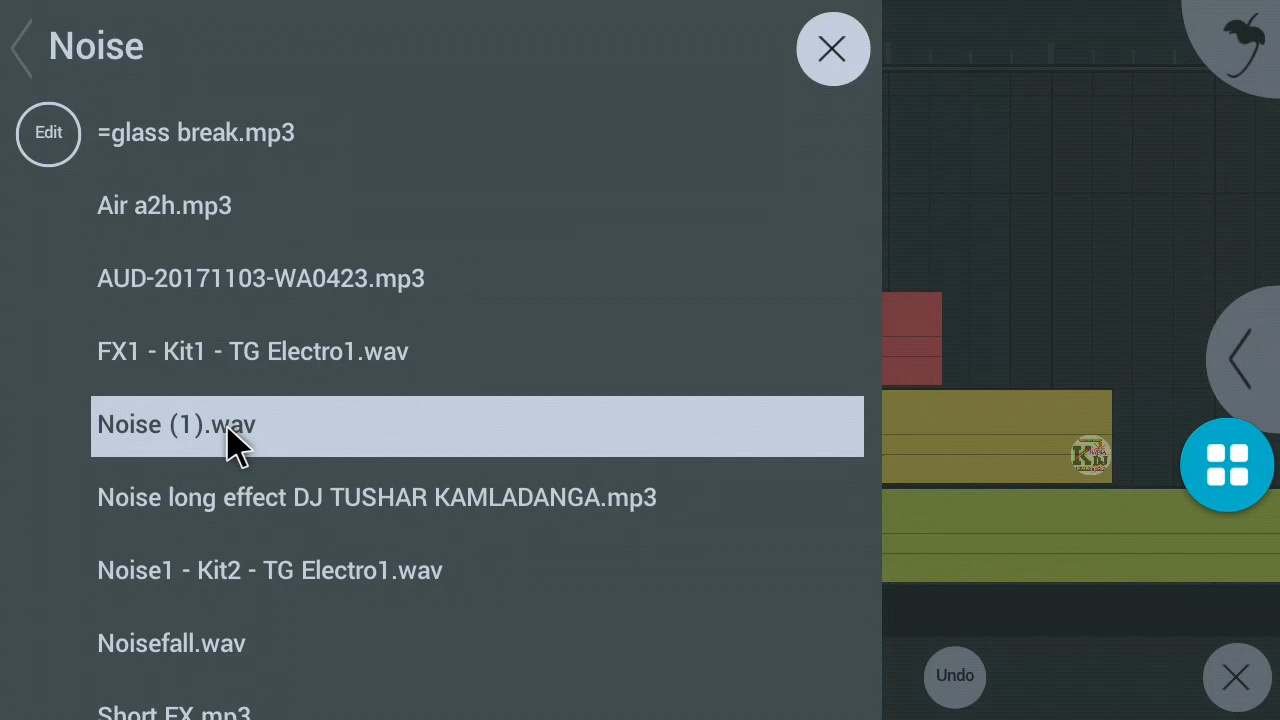 Noise
Edit
=glass break.mp3
Air a2h.mp3
AUD-20171103-WA0423.mp3
FX1 - Kit1 - TG Electro1.wav
Noise (1).wav
Noise long effect DJ TUSHAR KAMLADANGA.mp3
Noise1 - Kit2 - TG Electro1.wav
Noisefall.wav
Short FX.mp3
Undo